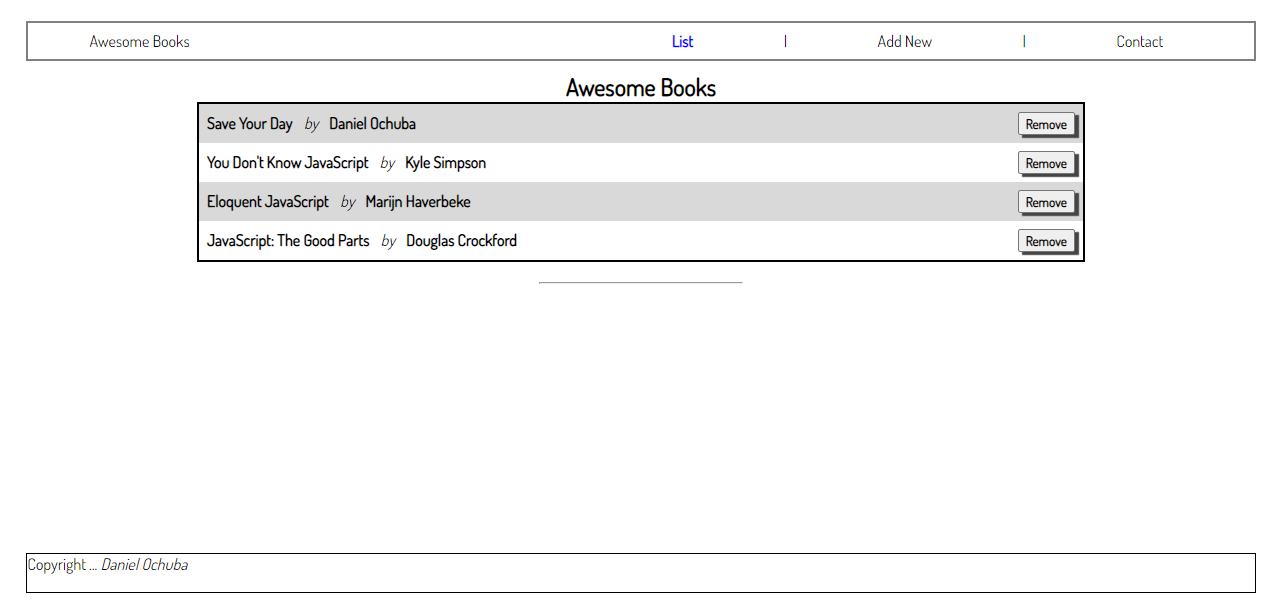 Awesome Books List | Add New | Contact
Awesome Books
Save Your Day by Daniel Ochuba Remove
You Don't Know JavaScript by Kyle Simpson Remove
Eloquent JavaScript by Marijn Haverbeke Remove
JavaScript: The Good Parts by Douglas Crockford Remove
Copyright ... Daniel Ochuba